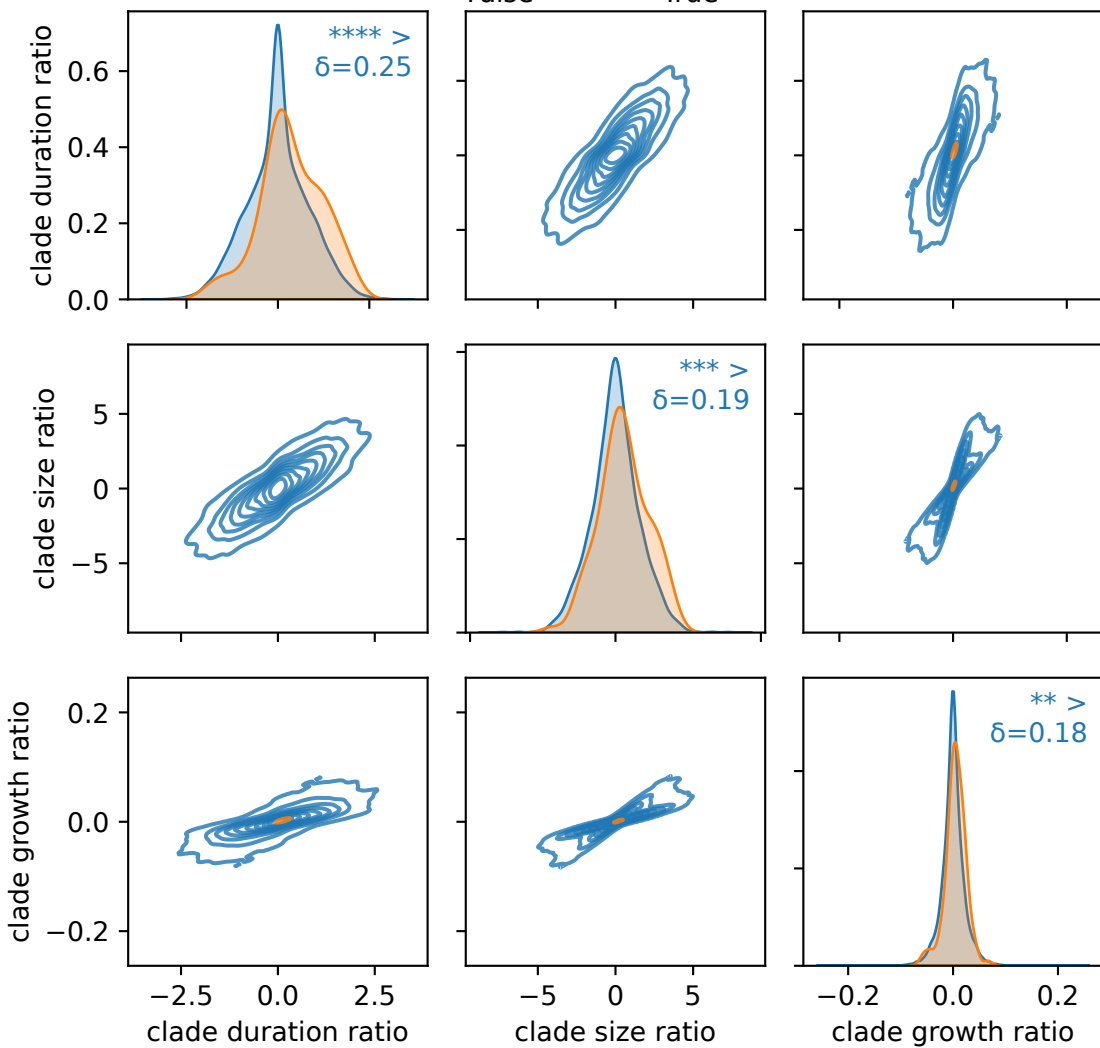 **** >
δ=0.25
clade duration ratio
0.6
0.4
0.2
0.0
*** >
δ=0.19
clade size ratio
5
0
−5
** >
δ=0.18
clade growth ratio
0.2
0.0
−0.2
−2.5 0.0 2.5
−5 0 5
−0.2 0.0 0.2
clade duration ratio
clade size ratio
clade growth ratio